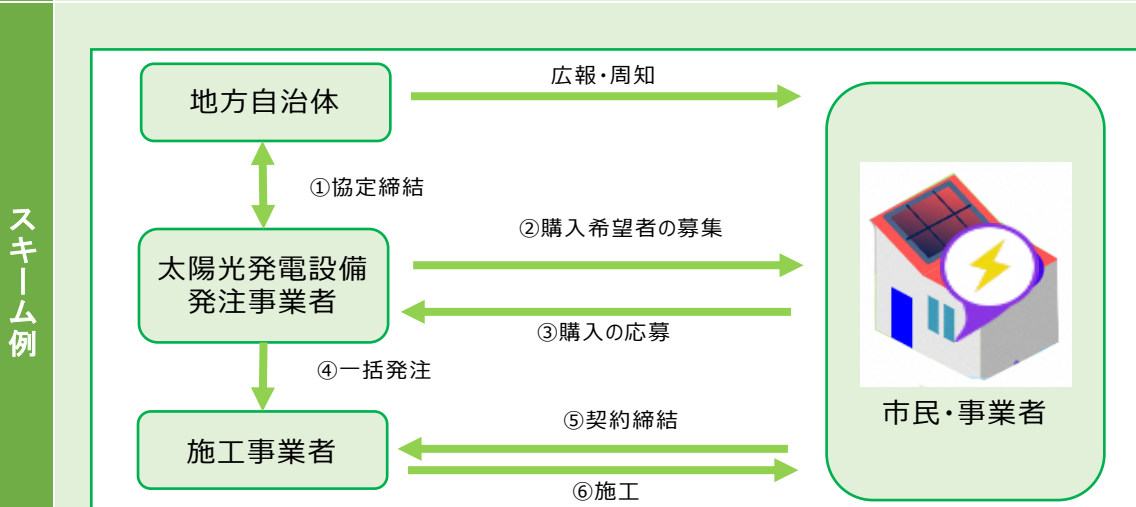 スキーム例
地方自治体
広報・周知
①協定締結
②購入希望者の募集
太陽光発電設備
発注事業者
③購入の応募
④一括発注
市民・事業者
⑤契約締結
施工事業者
⑥施工